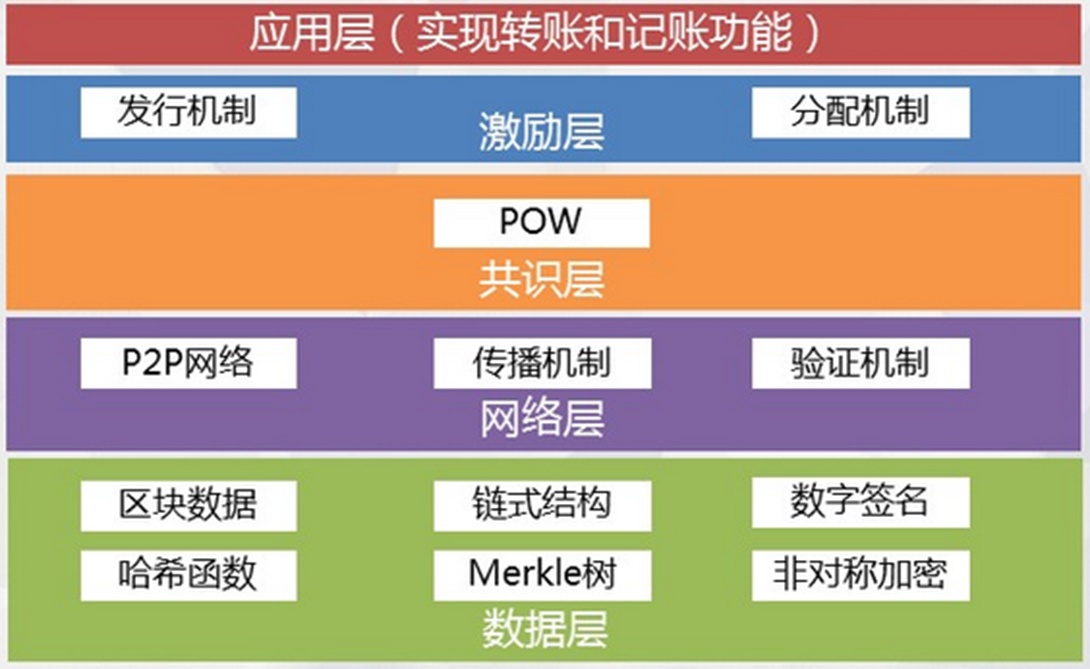 应用层（实现转账和记账功能）
发行机制
激励层
分配机制
POW
共识层
P2P网络
传播机制
验证机制
网络层
区块数据
链式结构
数字签名
哈希函数
Merkle树
非对称加密
数据层